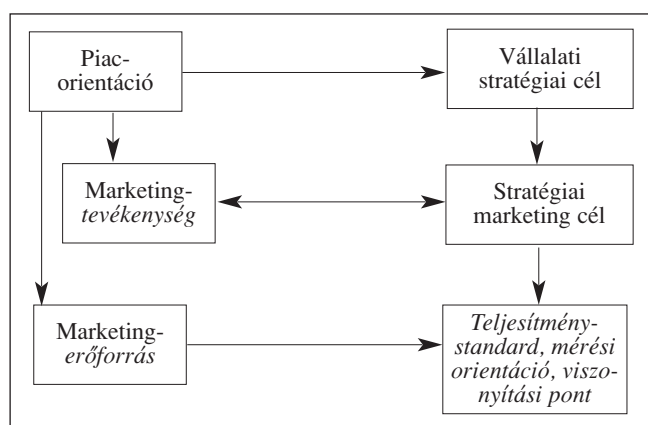 Piac-
orientáció
Vállalati
stratégiai cél
Marketing-
tevékenység
Stratégiai
marketing cél
Marketing-
erőforrás
Teljesítmény-
standard, mérési
orientáció, viszo-
nyítási pont